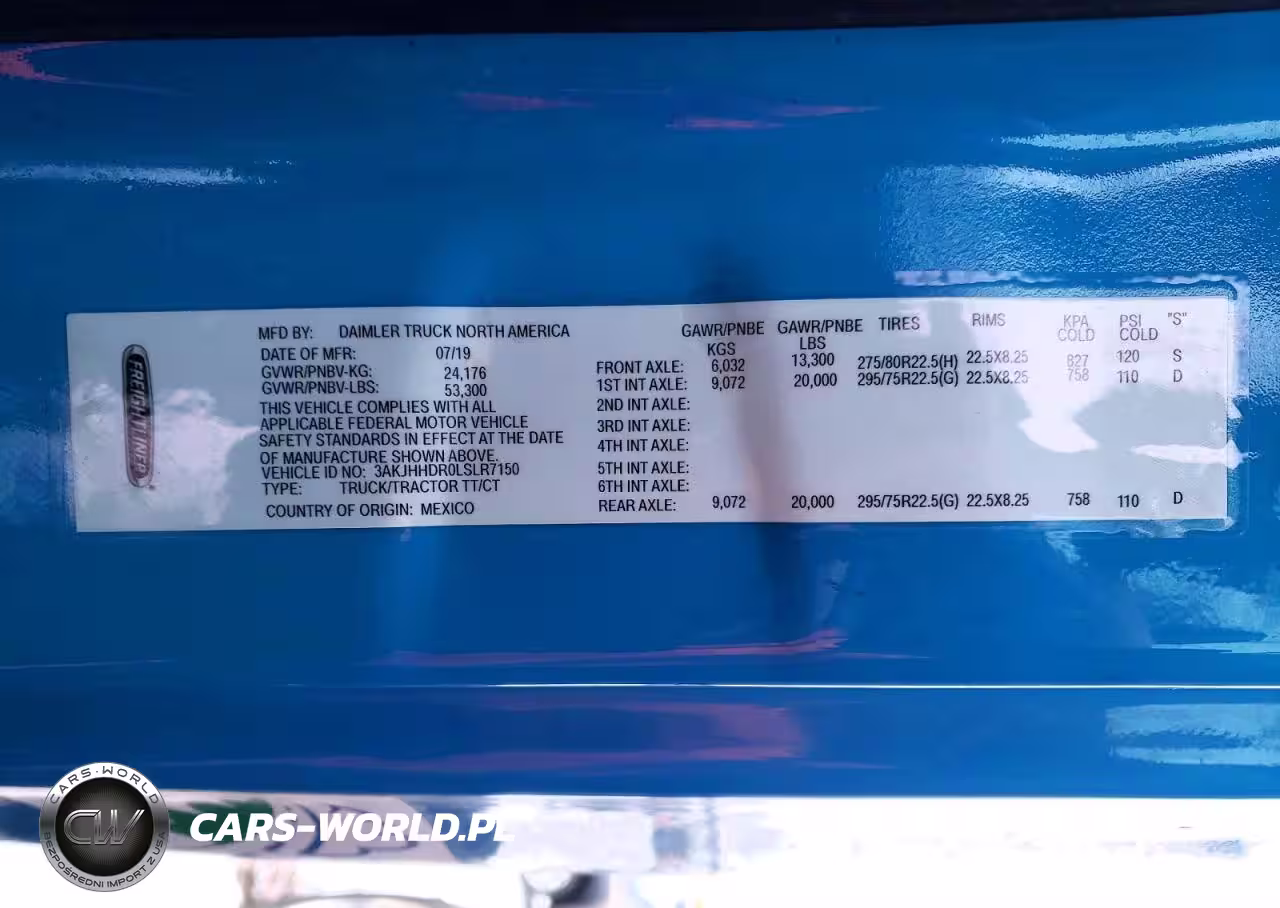 FREIGHTLINER
MFD BY: DAIMLER TRUCK NORTH AMERICA
DATE OF MFR: 07/19
GVWR/PNBV-KG: 24,176
GVWR/PNBV-LBS: 53,300
THIS VEHICLE COMPLIES WITH ALL
APPLICABLE FEDERAL MOTOR VEHICLE
SAFETY STANDARDS IN EFFECT AT THE DATE
OF MANUFACTURE SHOWN ABOVE.
VEHICLE ID NO: 3AKJHHDR0LSLR7150
TYPE: TRUCK/TRACTOR TT/CT
COUNTRY OF ORIGIN: MEXICO
GAWR/PNBE GAWR/PNBE TIRES RIMS KPA PSI "S"
KGS LBS COLD COLD
FRONT AXLE: 6,032 13,300 275/80R22.5(H) 22.5X8.25 827 120 S
1ST INT AXLE: 9,072 20,000 295/75R22.5(G) 22.5X8.25 758 110 D
2ND INT AXLE:
3RD INT AXLE:
4TH INT AXLE:
5TH INT AXLE:
6TH INT AXLE:
REAR AXLE: 9,072 20,000 295/75R22.5(G) 22.5X8.25 758 110 D
CARS-WORLD
CW
BEZPOŚREDNI IMPORT Z USA
CARS-WORLD.PL